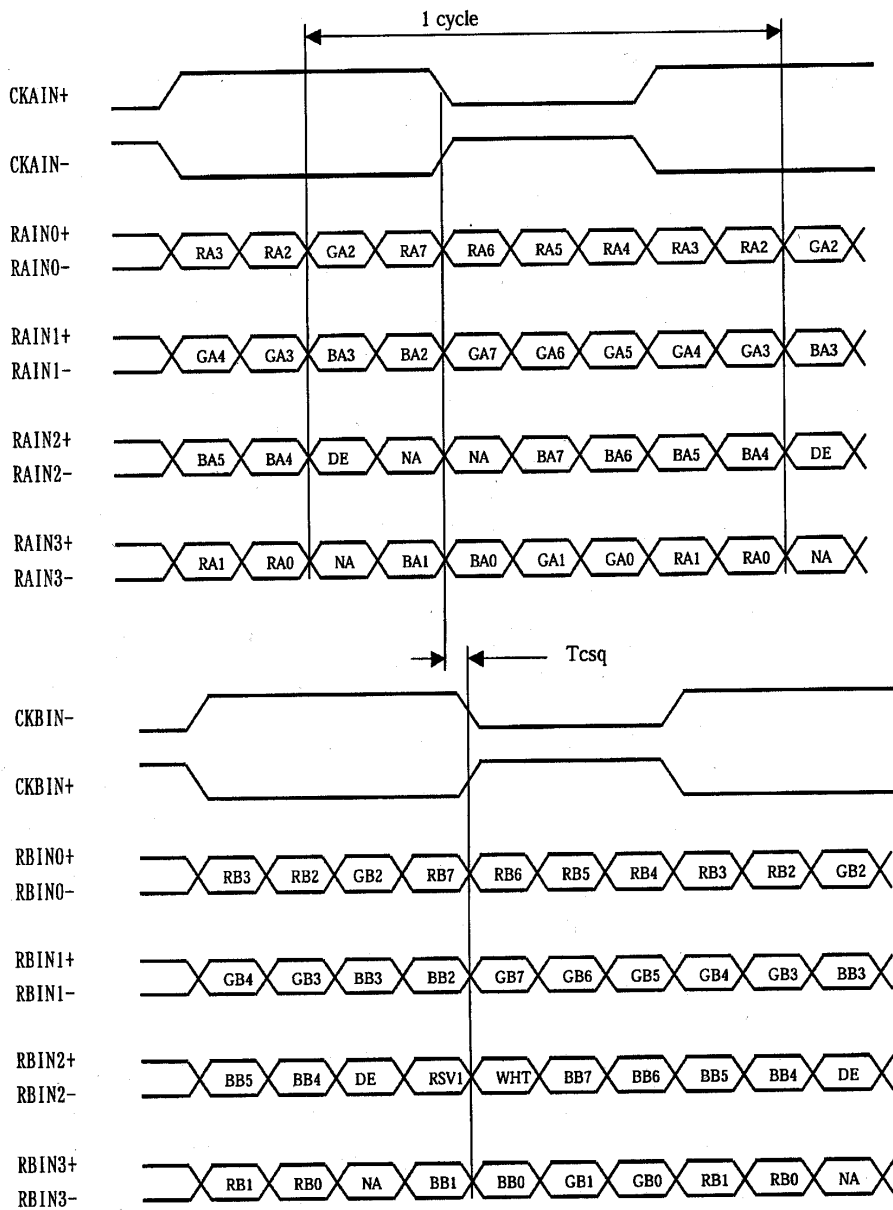 1 cycle
CKAIN+
CKAIN-
RAIN0+
RA3 RA2 GA2 RA7 RA6 RA5 RA4 RA3 RA2 GA2
RAIN0-
RAIN1+
GA4 GA3 BA3 BA2 GA7 GA6 GA5 GA4 GA3 BA3
RAIN1-
RAIN2+
BA5 BA4 DE NA NA BA7 BA6 BA5 BA4 DE
RAIN2-
RAIN3+
RA1 RA0 NA BA1 BA0 GA1 GA0 RA1 RA0 NA
RAIN3-
Tcsq
CKBIN-
CKBIN+
RBIN0+
RB3 RB2 GB2 RB7 RB6 RB5 RB4 RB3 RB2 GB2
RBIN0-
RBIN1+
GB4 GB3 BB3 BB2 GB7 GB6 GB5 GB4 GB3 BB3
RBIN1-
RBIN2+
BB5 BB4 DE RSV1 WHT BB7 BB6 BB5 BB4 DE
RBIN2-
RBIN3+
RB1 RB0 NA BB1 BB0 GB1 GB0 RB1 RB0 NA
RBIN3-